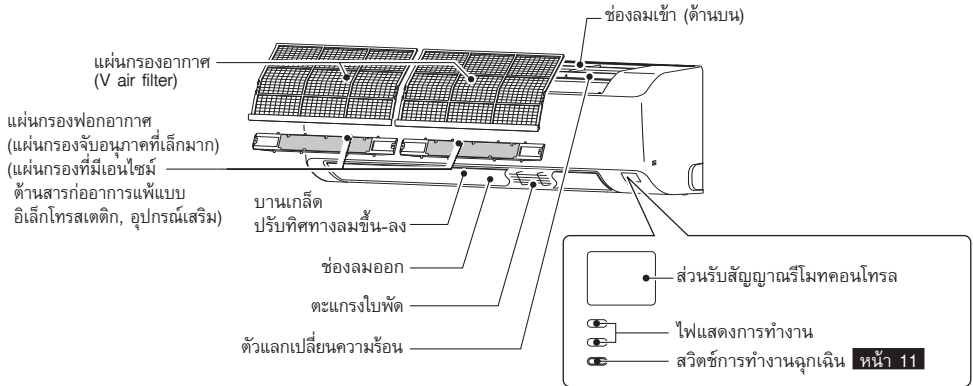 ช่องลมเข้า (ด้านบน)
แผ่นกรองอากาศ
(V air filter)
แผ่นกรองฟอกอากาศ
(แผ่นกรองจับอนุภาคที่เล็กมาก)
(แผ่นกรองที่มีเอนไซม์
ต้านสารก่ออาการแพ้แบบ
อิเล็กโทรสเตติก, อุปกรณ์เสริม)
บานเกล็ด
ปรับทิศทางลมขึ้น-ลง
ช่องลมออก
ตะแกรงใบพัด
ตัวแลกเปลี่ยนความร้อน
ส่วนรับสัญญาณรีโมทคอนโทรล
ไฟแสดงการทำงาน
สวิตช์การทำงานฉุกเฉิน หน้า 11